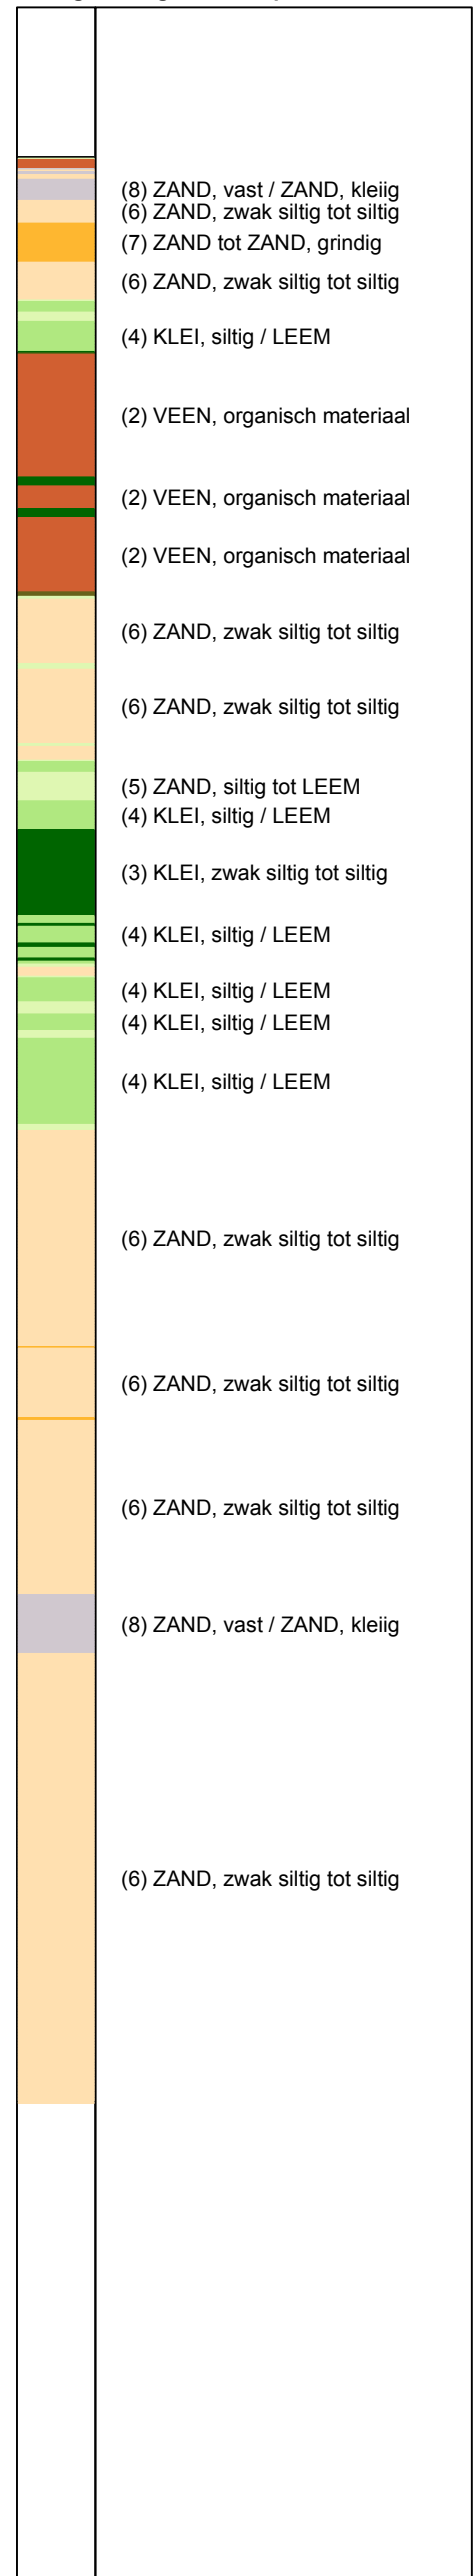 (8) ZAND, vast / ZAND, kleiig
(6) ZAND, zwak siltig tot siltig
(7) ZAND tot ZAND, grindig
(6) ZAND, zwak siltig tot siltig
(4) KLEI, siltig / LEEM
(2) VEEN, organisch materiaal
(2) VEEN, organisch materiaal
(2) VEEN, organisch materiaal
(6) ZAND, zwak siltig tot siltig
(6) ZAND, zwak siltig tot siltig
(5) ZAND, siltig tot LEEM
(4) KLEI, siltig / LEEM
(3) KLEI, zwak siltig tot siltig
(4) KLEI, siltig / LEEM
(4) KLEI, siltig / LEEM
(4) KLEI, siltig / LEEM
(4) KLEI, siltig / LEEM
(6) ZAND, zwak siltig tot siltig
(6) ZAND, zwak siltig tot siltig
(6) ZAND, zwak siltig tot siltig
(8) ZAND, vast / ZAND, kleiig
(6) ZAND, zwak siltig tot siltig